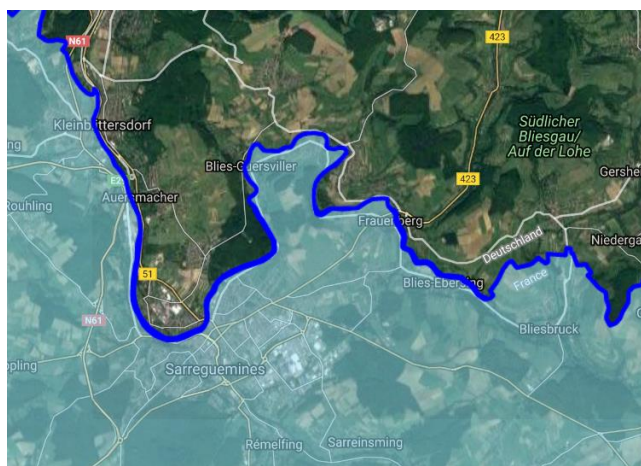 N61
423
Kleinblittersdorf
Südlicher
Bliesgau/
Auf der Lohe
Blies-Guersviller
423
Gershe
Auersmacher
Rouhling
Frauenberg
Deutschland
Niederga
51
Blies-Ebersing
France
N61
Bliesbruck
Sarreguemines
Rémelfing
Sarreinsming